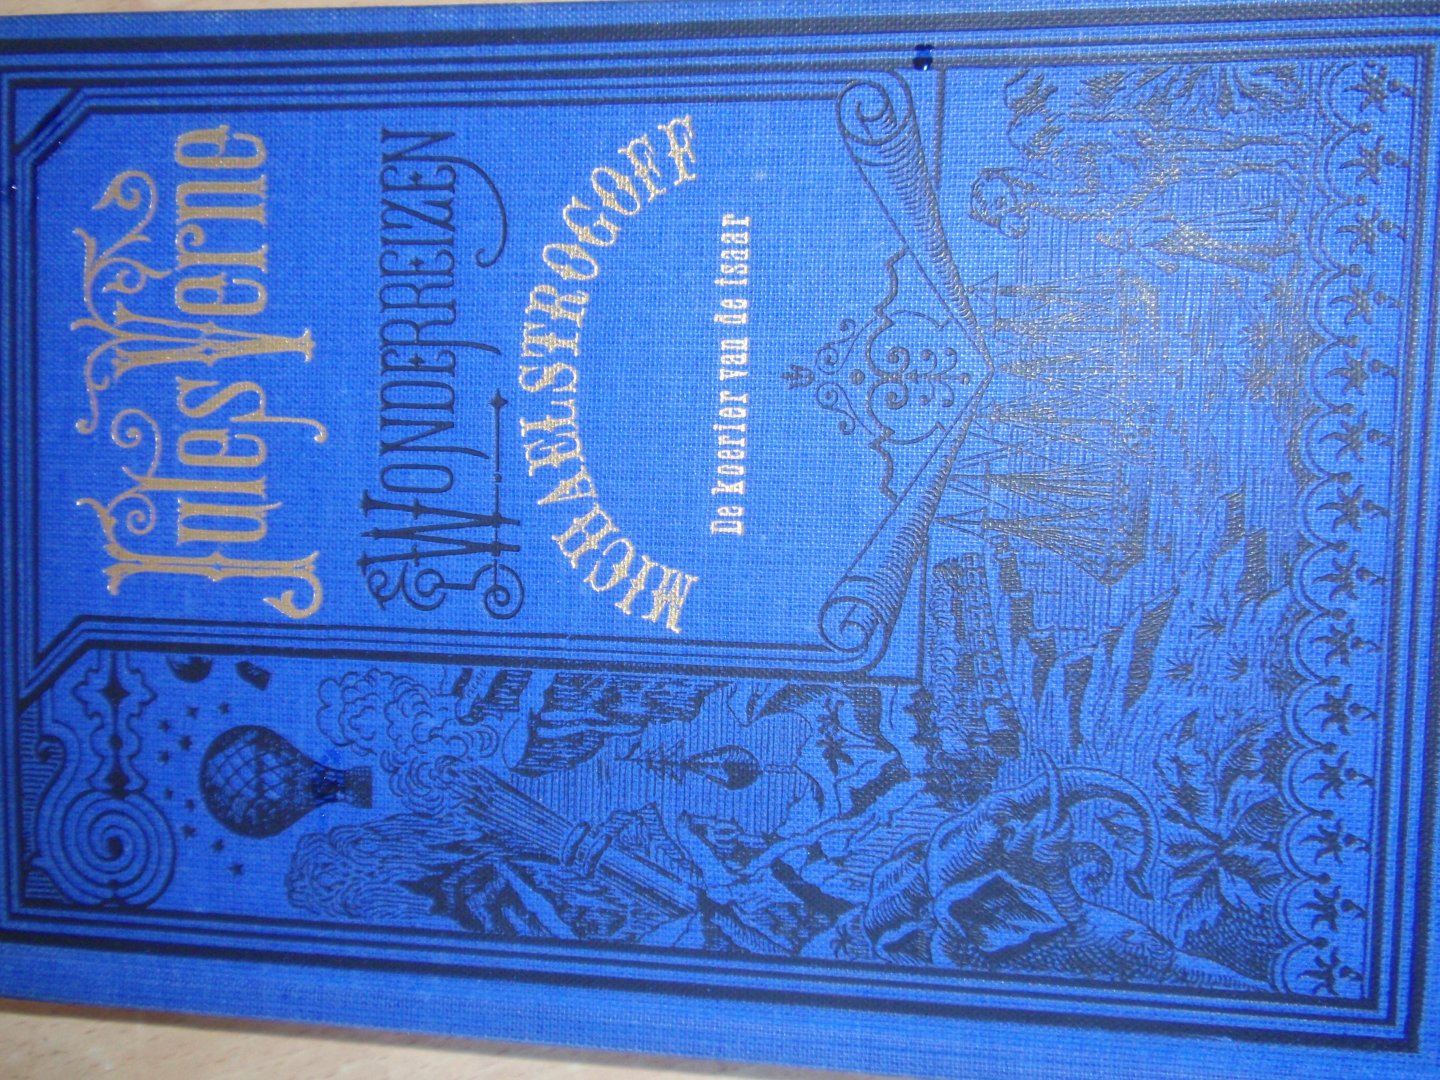 Jules Verne
WONDERREIZEN
MICHAEL STROGOFF
De koerier van de tsaar